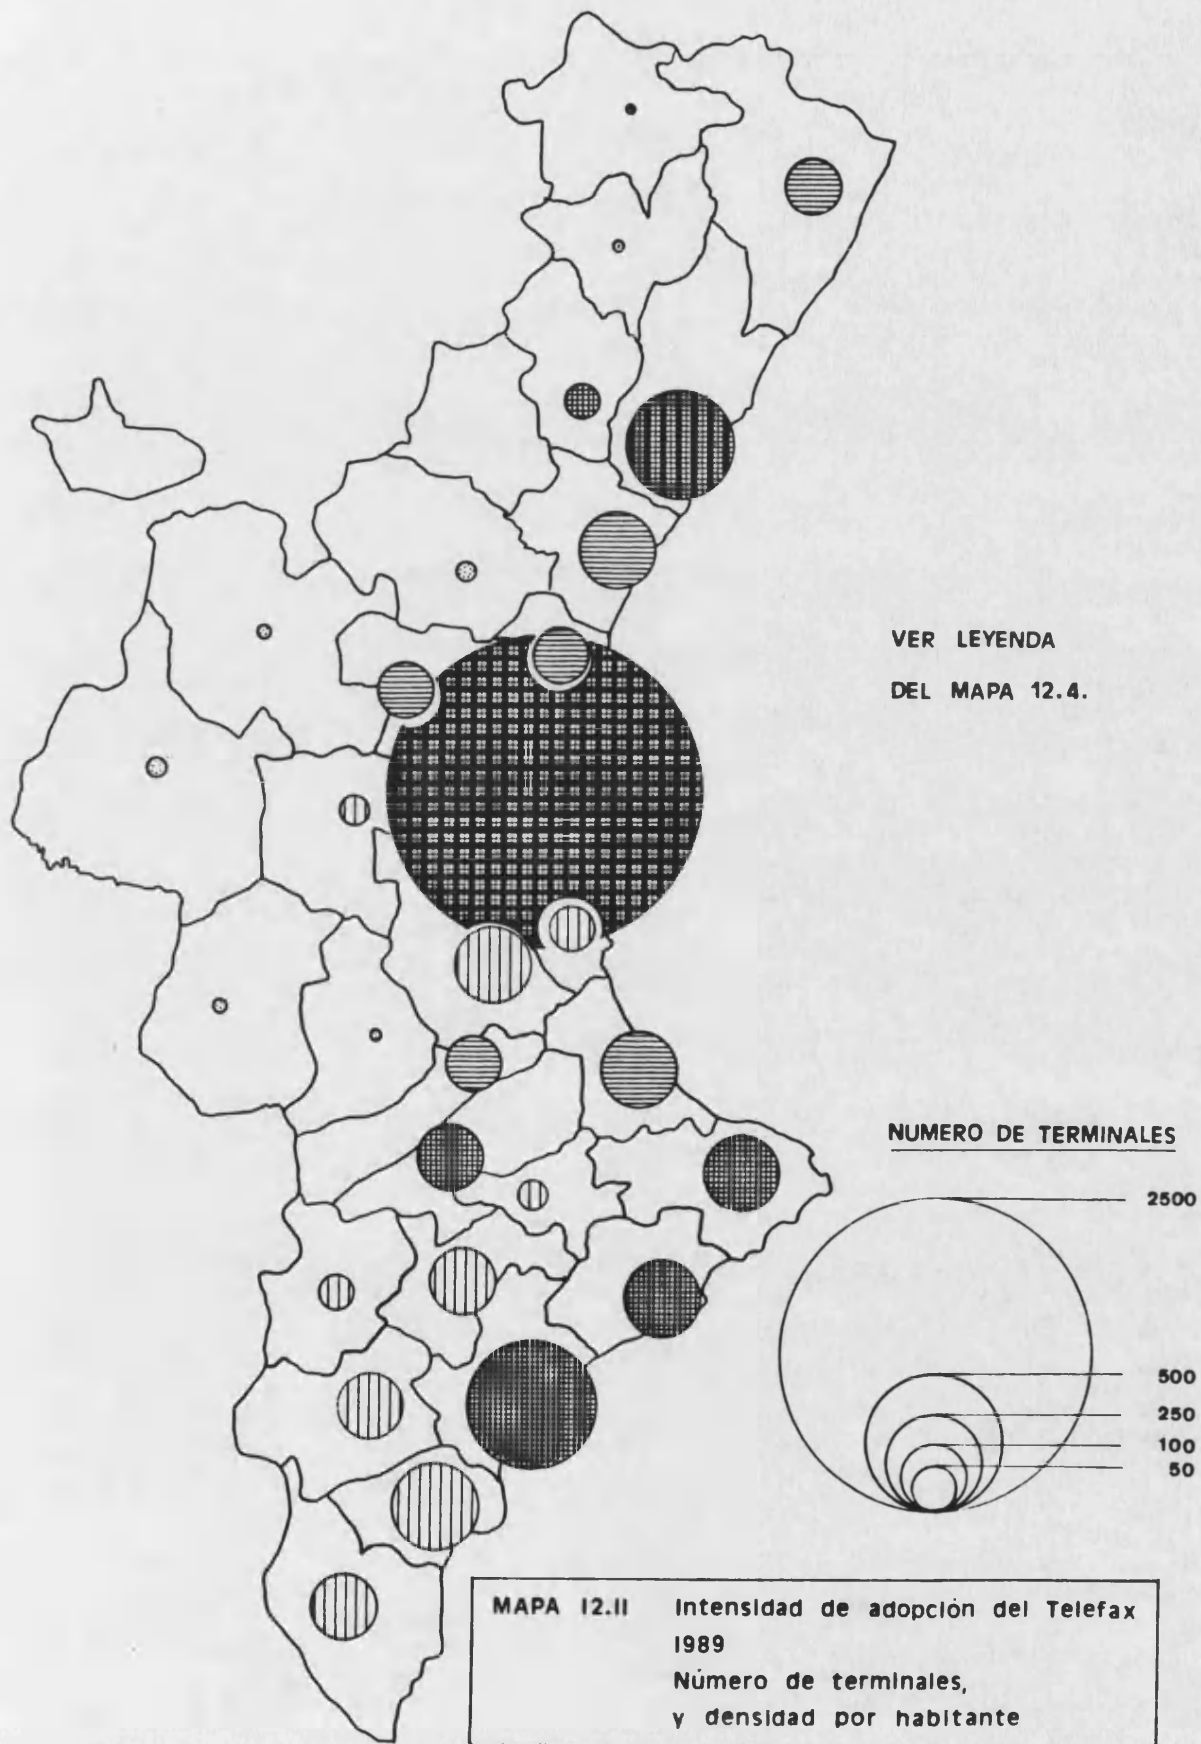 VER LEYENDA
DEL MAPA 12.4.
NUMERO DE TERMINALES
2500
500
250
100
50
MAPA 12.11 Intensidad de adopción del Telefax
1989
Número de terminales,
y densidad por habitante